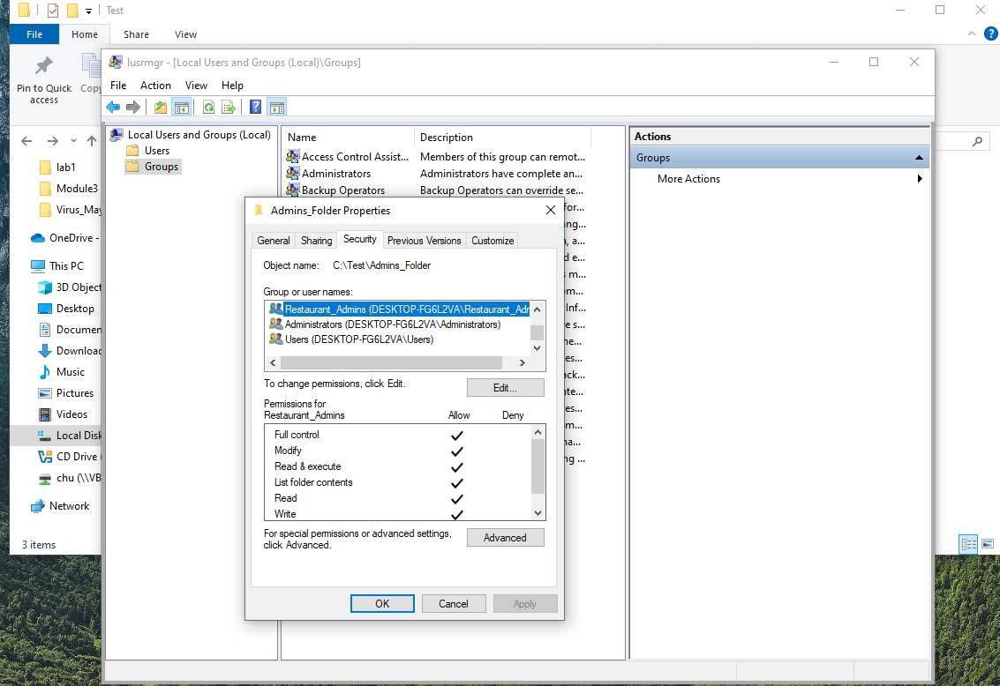 Test
File
Home
Share
View
Pin to Quick
access
Copy
lusrmgr - [Local Users and Groups (Local)\Groups]
File Action View Help
lab1
Module3
Virus_May
OneDrive -
This PC
3D Object
Desktop
Documen
Downloac
Music
Pictures
Videos
Local Disk
CD Drive (
chu (\\VB
Network
3 items
Local Users and Groups (Local)
Users
Groups
Name Description
Access Control Assist... Members of this group can remot...
Administrators Administrators have complete an...
Backup Operators Backup Operators can override se...
for...
ang...
n, a...
d e...
s m...
om...
Inf...
e s...
ne...
es...
ack...
nte...
es...
m...
na...
ng ...
Actions
Groups
More Actions
Admins_Folder Properties
General Sharing Security Previous Versions Customize
Object name: C:\Test\Admins_Folder
Group or user names:
Restaurant_Admins (DESKTOP-FG6L2VA\Restaurant_Adr
Administrators (DESKTOP-FG6L2VA\Administrators)
Users (DESKTOP-FG6L2VA\Users)
To change permissions, click Edit.
Edit...
Permissions for
Restaurant_Admins Allow Deny
Full control
Modify
Read & execute
List folder contents
Read
Write
For special permissions or advanced settings,
click Advanced.
Advanced
OK Cancel Apply